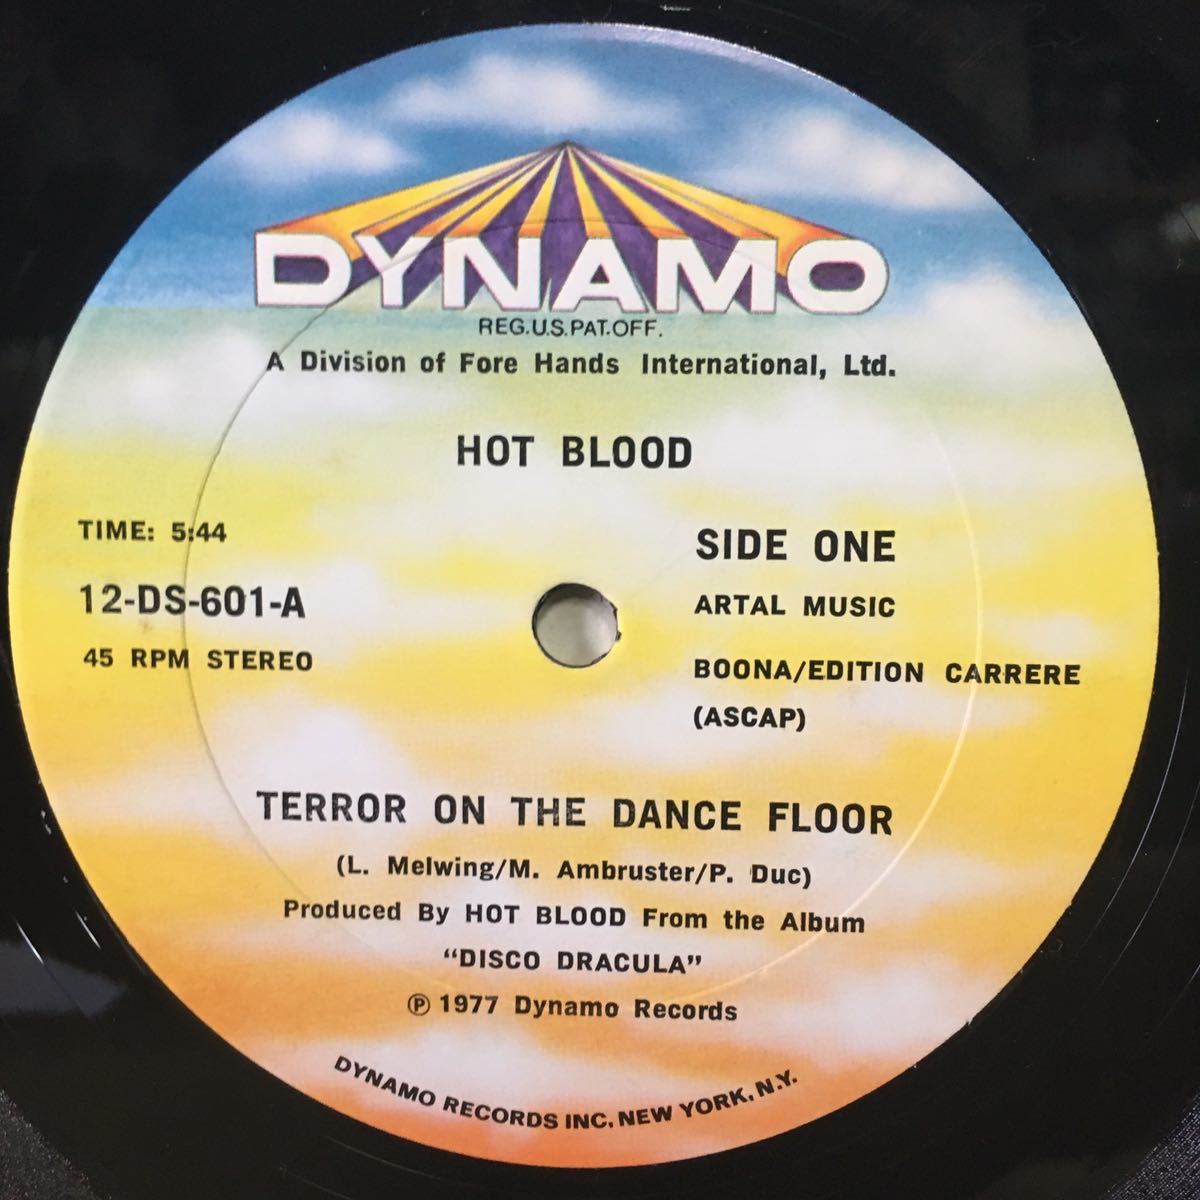 DYNAMO
REG.U.S.PAT.OFF.
A Division of Fore Hands International, Ltd.
HOT BLOOD
TIME: 5:44
12-DS-601-A
45 RPM STEREO
SIDE ONE
ARTAL MUSIC
BOONA/EDITION CARRERE
(ASCAP)
TERROR ON THE DANCE FLOOR
(L. Melwing/M. Ambruster/P. Duc)
Produced By HOT BLOOD From the Album
“DISCO DRACULA”
℗ 1977 Dynamo Records
DYNAMO RECORDS INC. NEW YORK, N.Y.